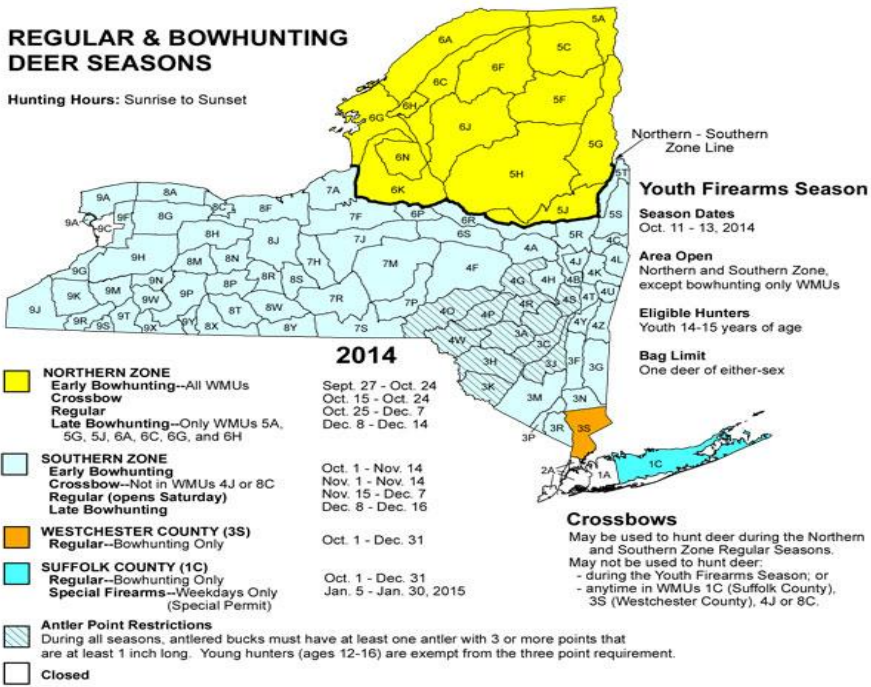 REGULAR & BOWHUNTING
DEER SEASONS
Hunting Hours: Sunrise to Sunset
5A
6A
5C
6F
6C
6H
5F
6G
6J
5G
6N
5H
6K
5J
Northern - Southern
Zone Line
5T
7A
9A
8A
8C
8F
9F
8G
7F
6P
6R
5S
9A
9C
6S
5R
8H
8J
7J
4A
4C
9H
4J
4L
8M
8N
7H
7M
4F
4G
4H
4B
4K
9G
9N
8P
8R
8S
4R
4S
4T
4U
9K
9M
9W
7R
7P
4O
4P
9J
9T
9P
8T
8W
4Y
4Z
9R
9S
9X
9Y
8X
8Y
7S
4W
3A
3C
3H
3J
3F
3G
3K
3M
3N
3P
3R
3S
2A
1A
1C
Youth Firearms Season
Season Dates
Oct. 11 - 13, 2014
Area Open
Northern and Southern Zone,
except bowhunting only WMUs
Eligible Hunters
Youth 14-15 years of age
Bag Limit
One deer of either-sex
2014
NORTHERN ZONE
Early Bowhunting--All WMUs Sept. 27 - Oct. 24
Crossbow Oct. 15 - Oct. 24
Regular Oct. 25 - Dec. 7
Late Bowhunting--Only WMUs 5A, Dec. 8 - Dec. 14
5G, 5J, 6A, 6C, 6G, and 6H
SOUTHERN ZONE
Early Bowhunting Oct. 1 - Nov. 14
Crossbow--Not in WMUs 4J or 8C Nov. 1 - Nov. 14
Regular (opens Saturday) Nov. 15 - Dec. 7
Late Bowhunting Dec. 8 - Dec. 16
WESTCHESTER COUNTY (3S)
Regular--Bowhunting Only Oct. 1 - Dec. 31
SUFFOLK COUNTY (1C)
Regular--Bowhunting Only Oct. 1 - Dec. 31
Special Firearms--Weekdays Only Jan. 5 - Jan. 30, 2015
(Special Permit)
Antler Point Restrictions
During all seasons, antlered bucks must have at least one antler with 3 or more points that
are at least 1 inch long. Young hunters (ages 12-16) are exempt from the three point requirement.
Closed
Crossbows
May be used to hunt deer during the Northern
and Southern Zone Regular Seasons.
May not be used to hunt deer:
- during the Youth Firearms Season; or
- anytime in WMUs 1C (Suffolk County),
3S (Westchester County), 4J or 8C.